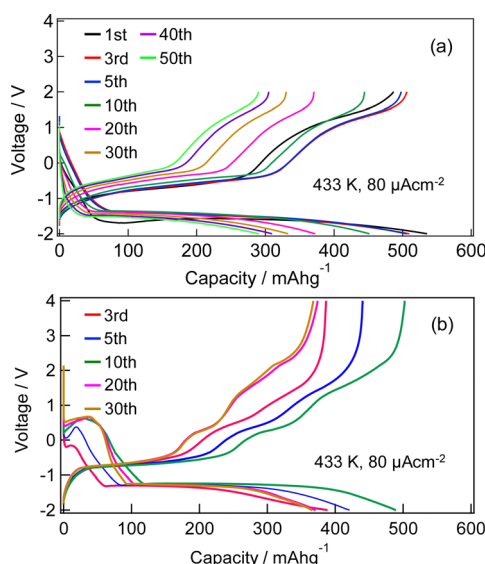 4
3
2
1
0
-1
-2
Voltage / V
1st
40th
3rd
50th
5th
10th
20th
30th
(a)
433 K, 80 µAcm-2
0
100
200
300
400
500
600
Capacity / mAhg-1
4
3
2
1
0
-1
-2
Voltage / V
3rd
5th
10th
20th
30th
(b)
433 K, 80 µAcm-2
0
100
200
300
400
500
600
Capacity / mAhg-1